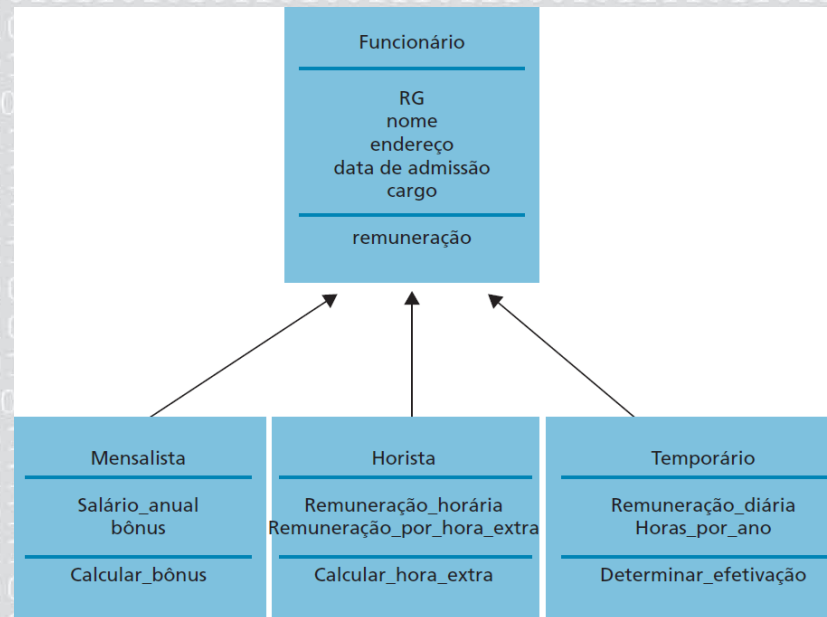 Funcionário
RG
nome
endereço
data de admissão
cargo
remuneração
Mensalista
Salário_anual
bônus
Calcular_bônus
Horista
Remuneração_horária
Remuneração_por_hora_extra
Calcular_hora_extra
Temporário
Remuneração_diária
Horas_por_ano
Determinar_efetivação